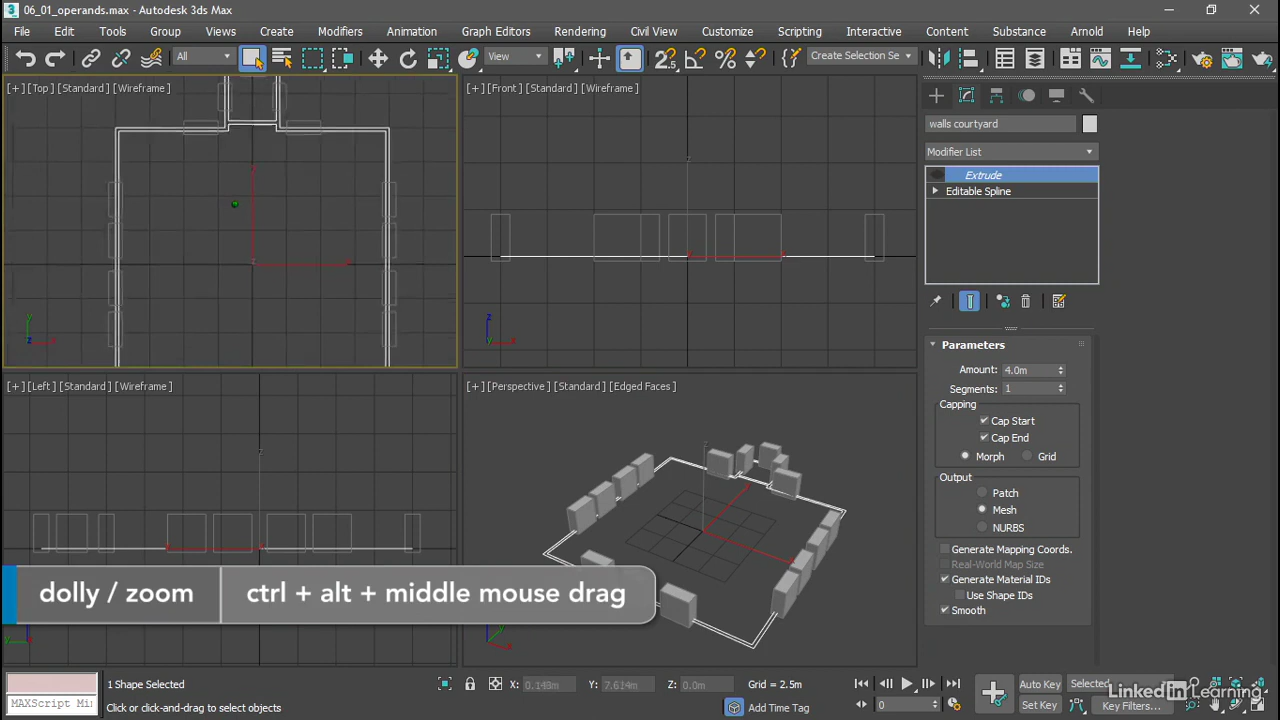 06_01_operands.max - Autodesk 3ds Max
File Edit Tools Group Views Create Modifiers Animation Graph Editors Rendering Civil View Customize Scripting Interactive Content Substance Arnold Help
All
View
Create Selection Se
[+] [Top] [Standard] [Wireframe]
[+] [Front] [Standard] [Wireframe]
walls courtyard
Modifier List
Extrude
Editable Spline
Parameters
Amount: 4.0m
Segments: 1
Capping
Cap Start
Cap End
Morph Grid
Output
Patch
Mesh
NURBS
Generate Mapping Coords.
Real-World Map Size
Generate Material IDs
Use Shape IDs
Smooth
[+] [Left] [Standard] [Wireframe]
[+] [Perspective] [Standard] [Edged Faces]
dolly / zoom ctrl + alt + middle mouse drag
1 Shape Selected
X: 0.143m Y: 7.614m Z: 0.0m Grid = 2.5m
Auto Key Selected
MAXScript Mi
Click or click-and-drag to select objects
Add Time Tag
0
Set Key Key Filters...
LinkedIn Learning